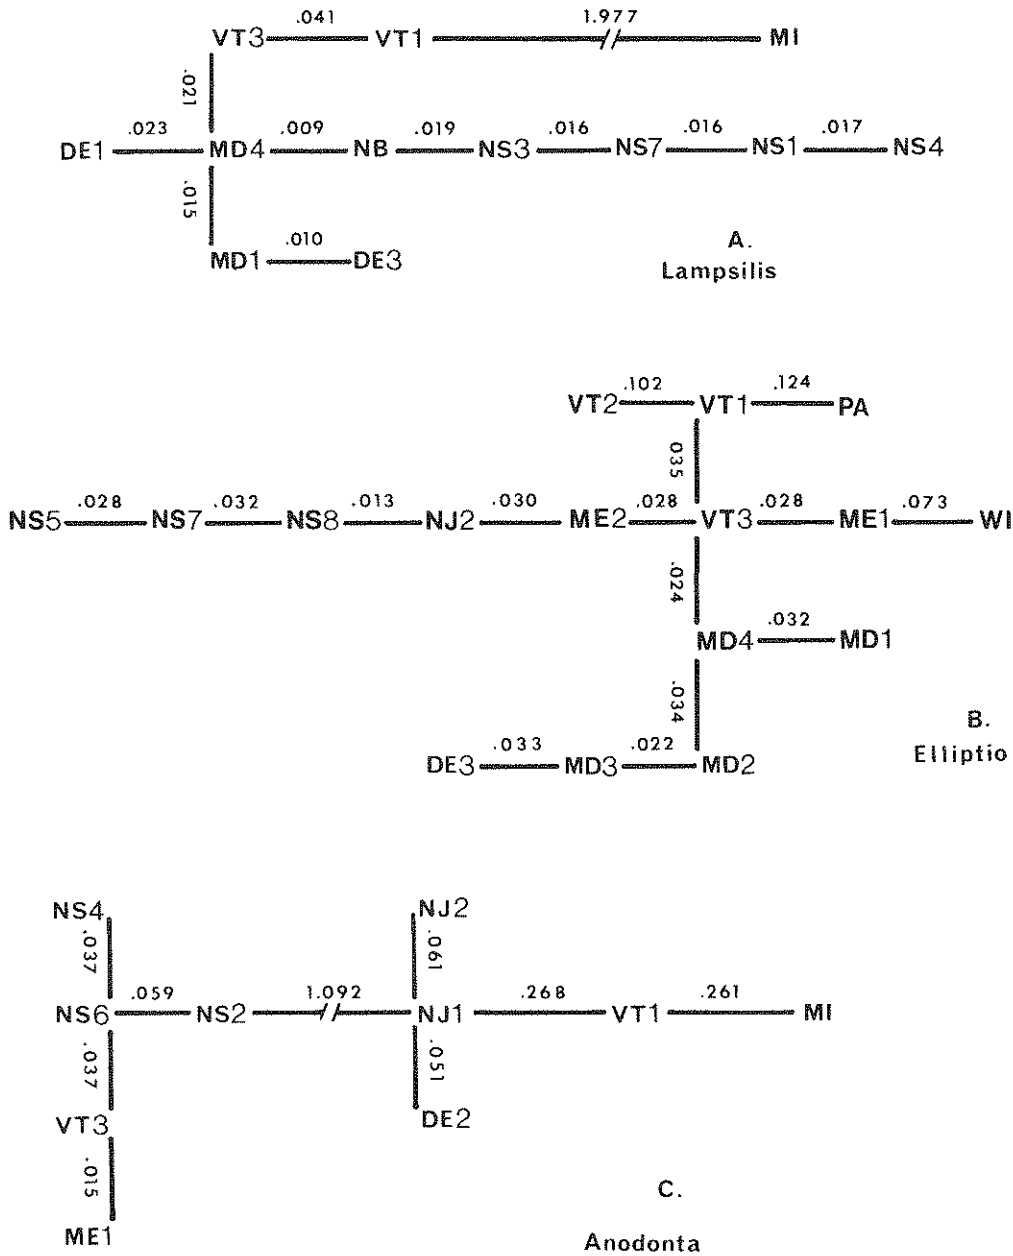 .041 1.977
VT3 VT1 MI
.021
.023 .009 .019 .016 .016 .017
DE1 MD4 NB NS3 NS7 NS1 NS4
.015
.010
MD1 DE3
A.
Lampsilis
.102 .124
VT2 VT1 PA
.035
.028 .032 .013 .030 .028 .028 .073
NS5 NS7 NS8 NJ2 ME2 VT3 ME1 WI
.024
.032
MD4 MD1
.034
.033 .022
DE3 MD3 MD2
B.
Elliptio
NS4 NJ2
.037 .061
.059 1.092 .268 .261
NS6 NS2 NJ1 VT1 MI
.037 .051
VT3 DE2
.015
ME1
C.
Anodonta